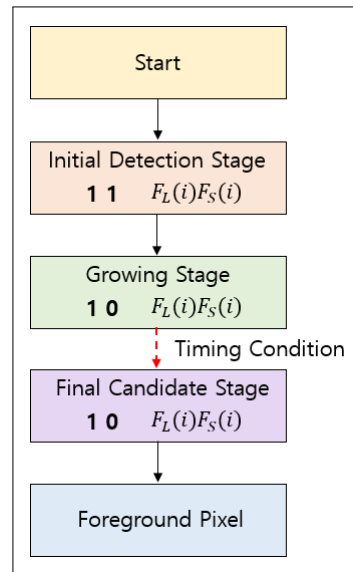 Start
Initial Detection Stage
1 1 F_L(i)F_S(i)
Growing Stage
1 0 F_L(i)F_S(i)
Timing Condition
Final Candidate Stage
1 0 F_L(i)F_S(i)
Foreground Pixel